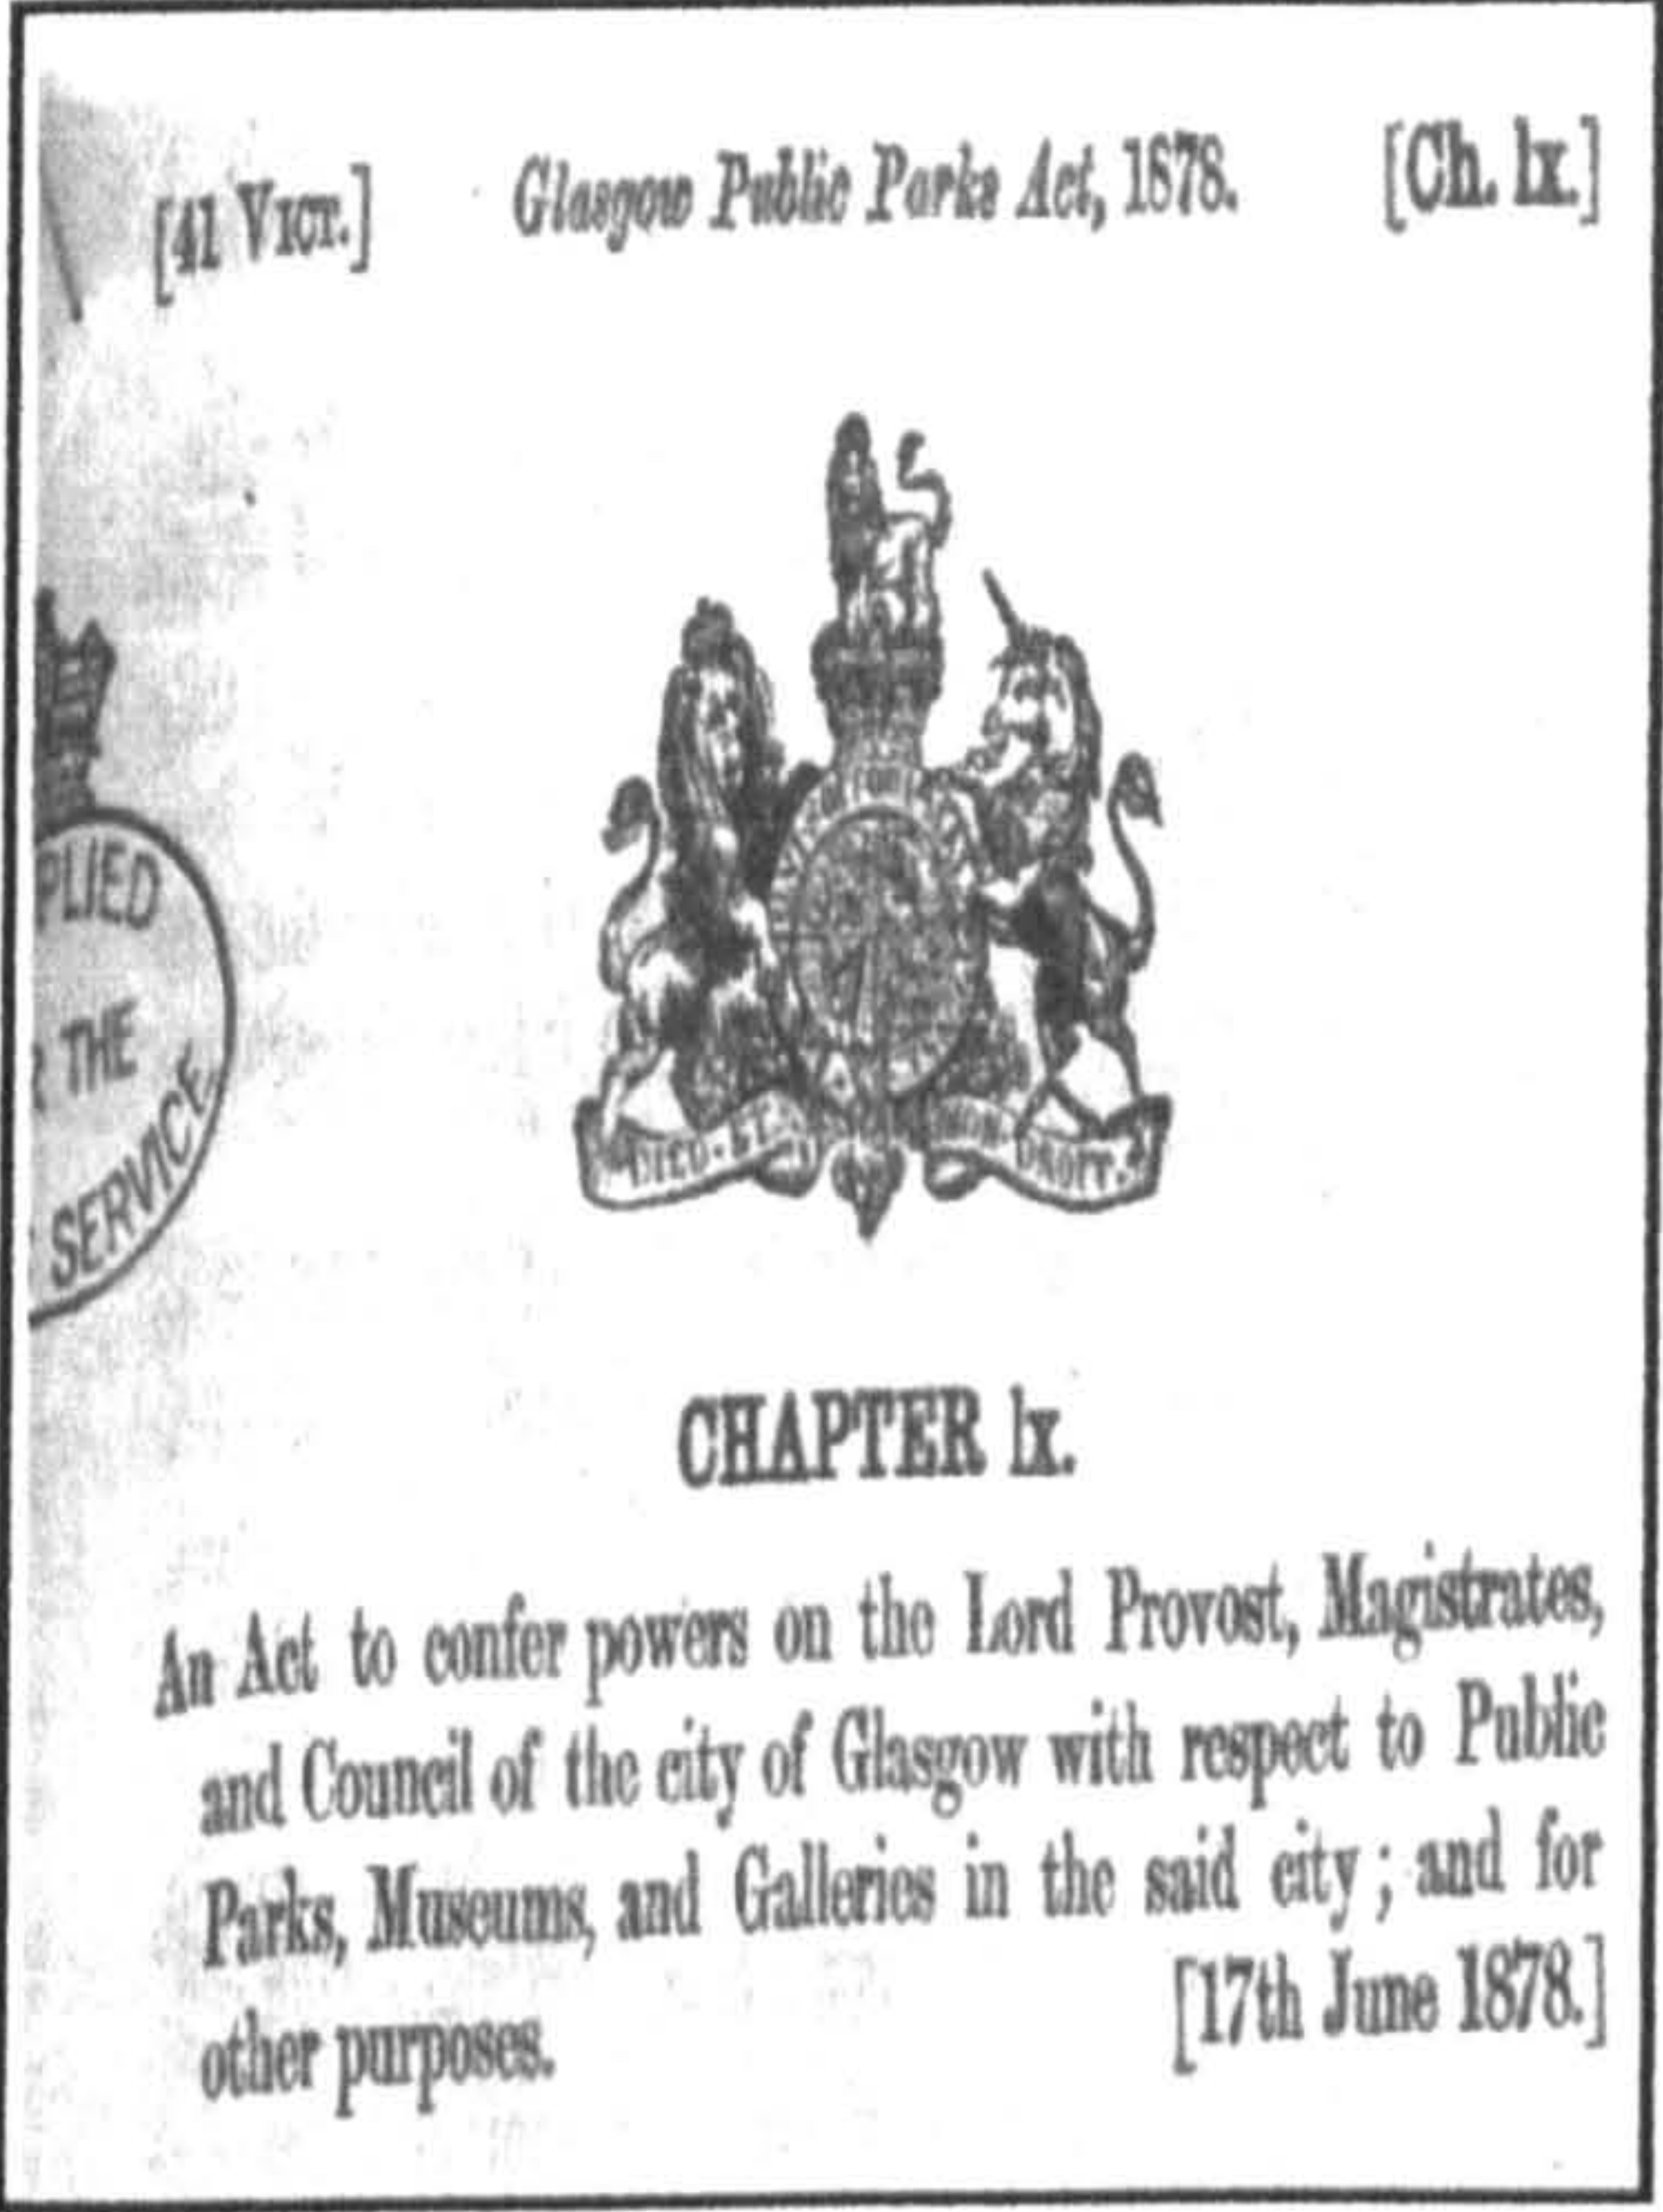 [41 VICT.] Glasgow Public Parks Act, 1878. [Ch. lx.]
PLIED
THE
SERVICE
DIEU·ET· MON· DROIT.
CHAPTER lx.
An Act to confer powers on the Lord Provost, Magistrates,
and Council of the city of Glasgow with respect to Public
Parks, Museums, and Galleries in the said city; and for
other purposes. [17th June 1878.]